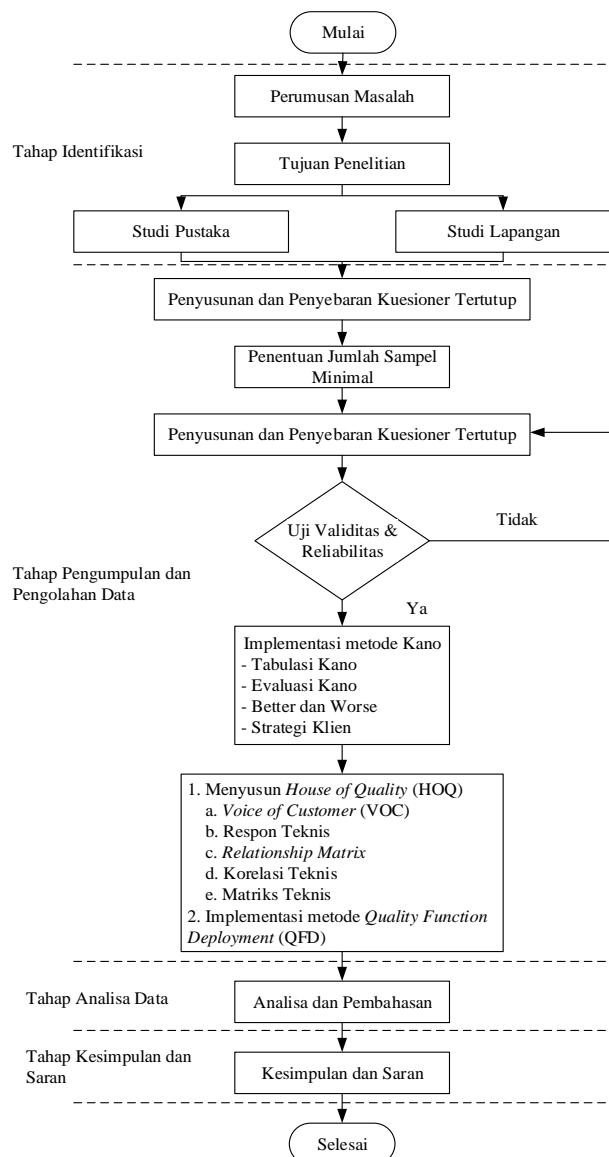 Mulai
Perumusan Masalah
Tahap Identifikasi
Tujuan Penelitian
Studi Pustaka
Studi Lapangan
Penyusunan dan Penyebaran Kuesioner Tertutup
Penentuan Jumlah Sampel
Minimal
Penyusunan dan Penyebaran Kuesioner Tertutup
Uji Validitas &
Reliabilitas
Tidak
Tahap Pengumpulan dan
Pengolahan Data
Ya
Implementasi metode Kano
- Tabulasi Kano
- Evaluasi Kano
- Better dan Worse
- Strategi Klien
1. Menyusun House of Quality (HOQ)
a. Voice of Customer (VOC)
b. Respon Teknis
c. Relationship Matrix
d. Korelasi Teknis
e. Matriks Teknis
2. Implementasi metode Quality Function
Deployment (QFD)
Tahap Analisa Data
Analisa dan Pembahasan
Tahap Kesimpulan dan
Saran
Kesimpulan dan Saran
Selesai